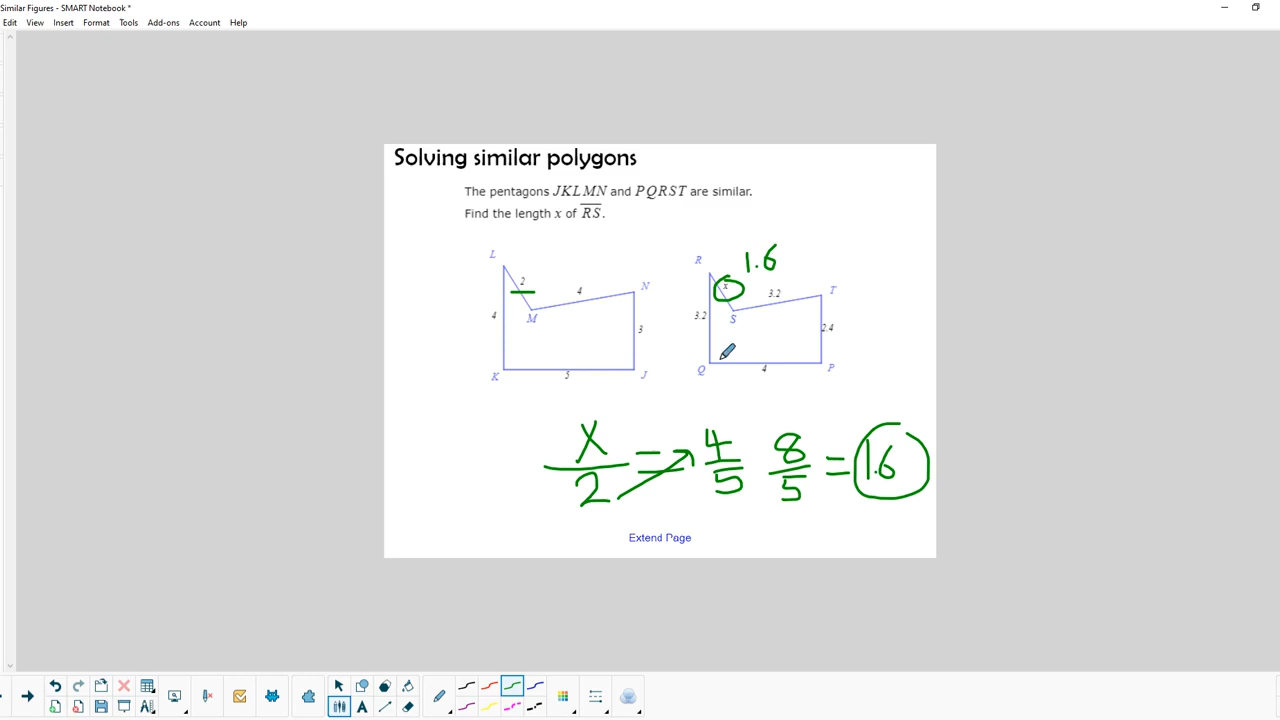 Similar Figures - SMART Notebook *
Edit View Insert Format Tools Add-ons Account Help
Solving similar polygons
The pentagons JKLMN and PQRST are similar.
Find the length x of RS.
L R 1.6
2 x
4 N 3.2 T
4 M 3.2 S
3 2.4
K 5 J Q 4 P
x/2 = 4/5 8/5 = 1.6
Extend Page
A